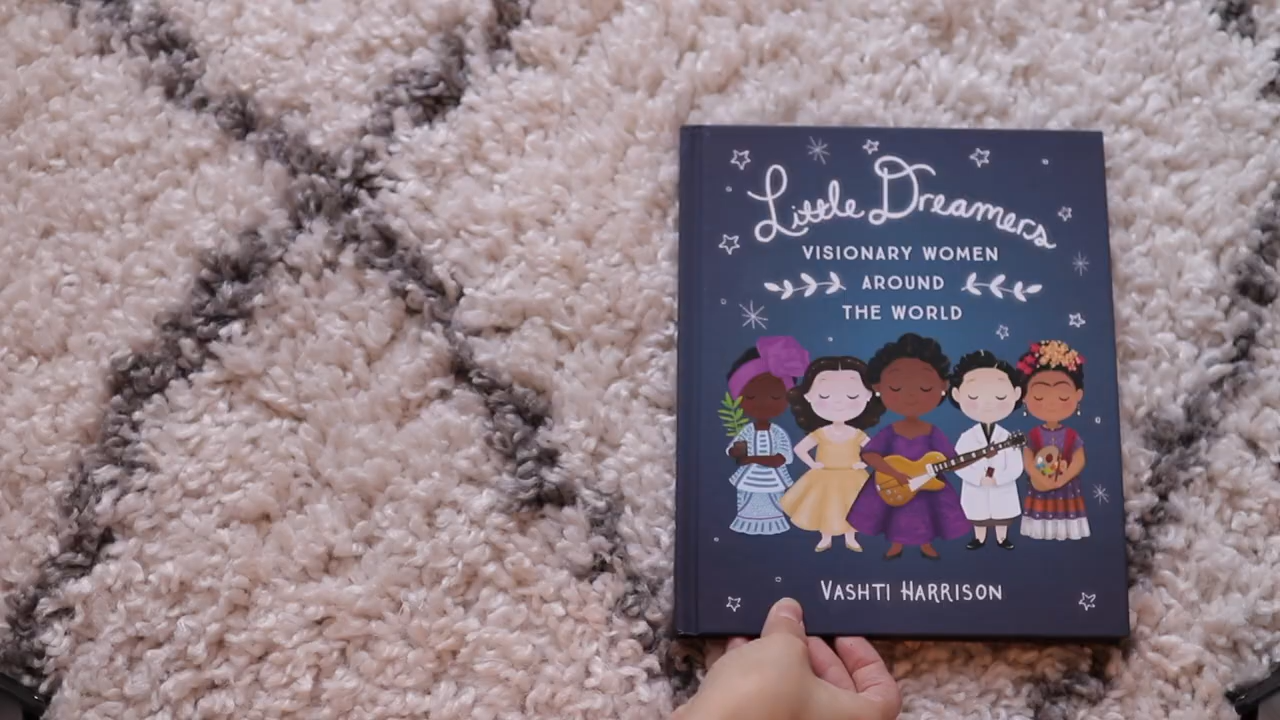 Little Dreamers
VISIONARY WOMEN
AROUND
THE WORLD
VASHTI HARRISON